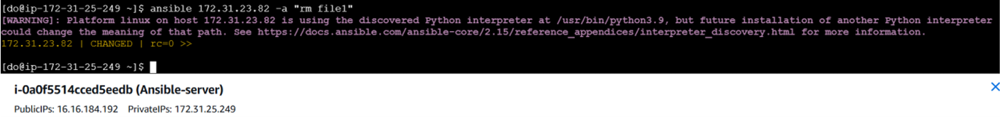 [do@ip-172-31-25-249 ~]$ ansible 172.31.23.82 -a "rm file1"
[WARNING]: Platform linux on host 172.31.23.82 is using the discovered Python interpreter at /usr/bin/python3.9, but future installation of another Python interpreter
could change the meaning of that path. See https://docs.ansible.com/ansible-core/2.15/reference_appendices/interpreter_discovery.html for more information.
172.31.23.82 | CHANGED | rc=0 >>
[do@ip-172-31-25-249 ~]$
i-0a0f5514cced5eedb (Ansible-server)
PublicIPs: 16.16.184.192 PrivateIPs: 172.31.25.249